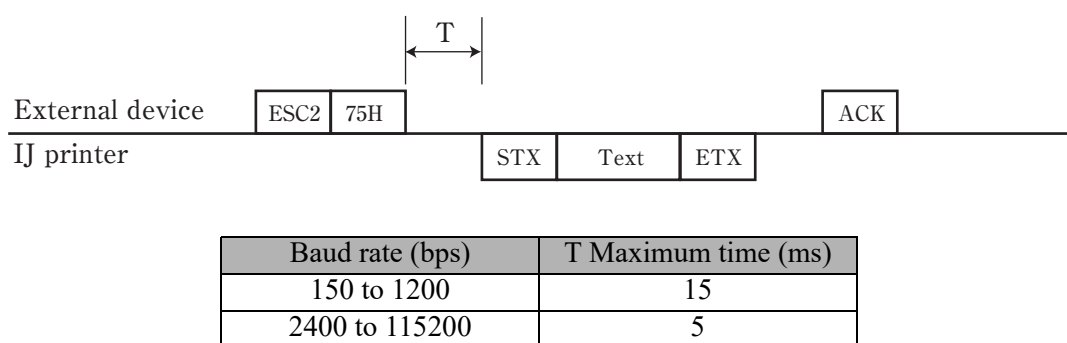 T
External device ESC2 75H ACK
IJ printer STX Text ETX
Baud rate (bps) T Maximum time (ms)
150 to 1200 15
2400 to 115200 5